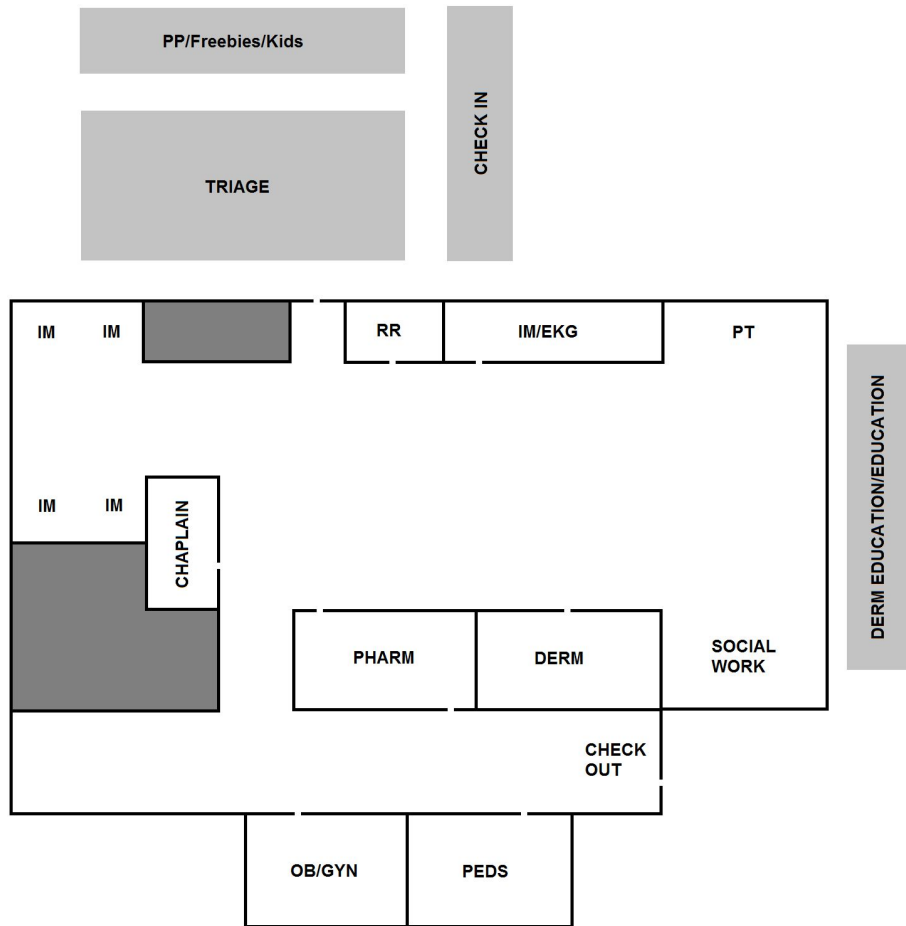 PP/Freebies/Kids
CHECK IN
TRIAGE
IM
IM
RR
IM/EKG
PT
DERM EDUCATION/EDUCATION
IM
IM
CHAPLAIN
PHARM
DERM
SOCIAL
WORK
CHECK
OUT
OB/GYN
PEDS